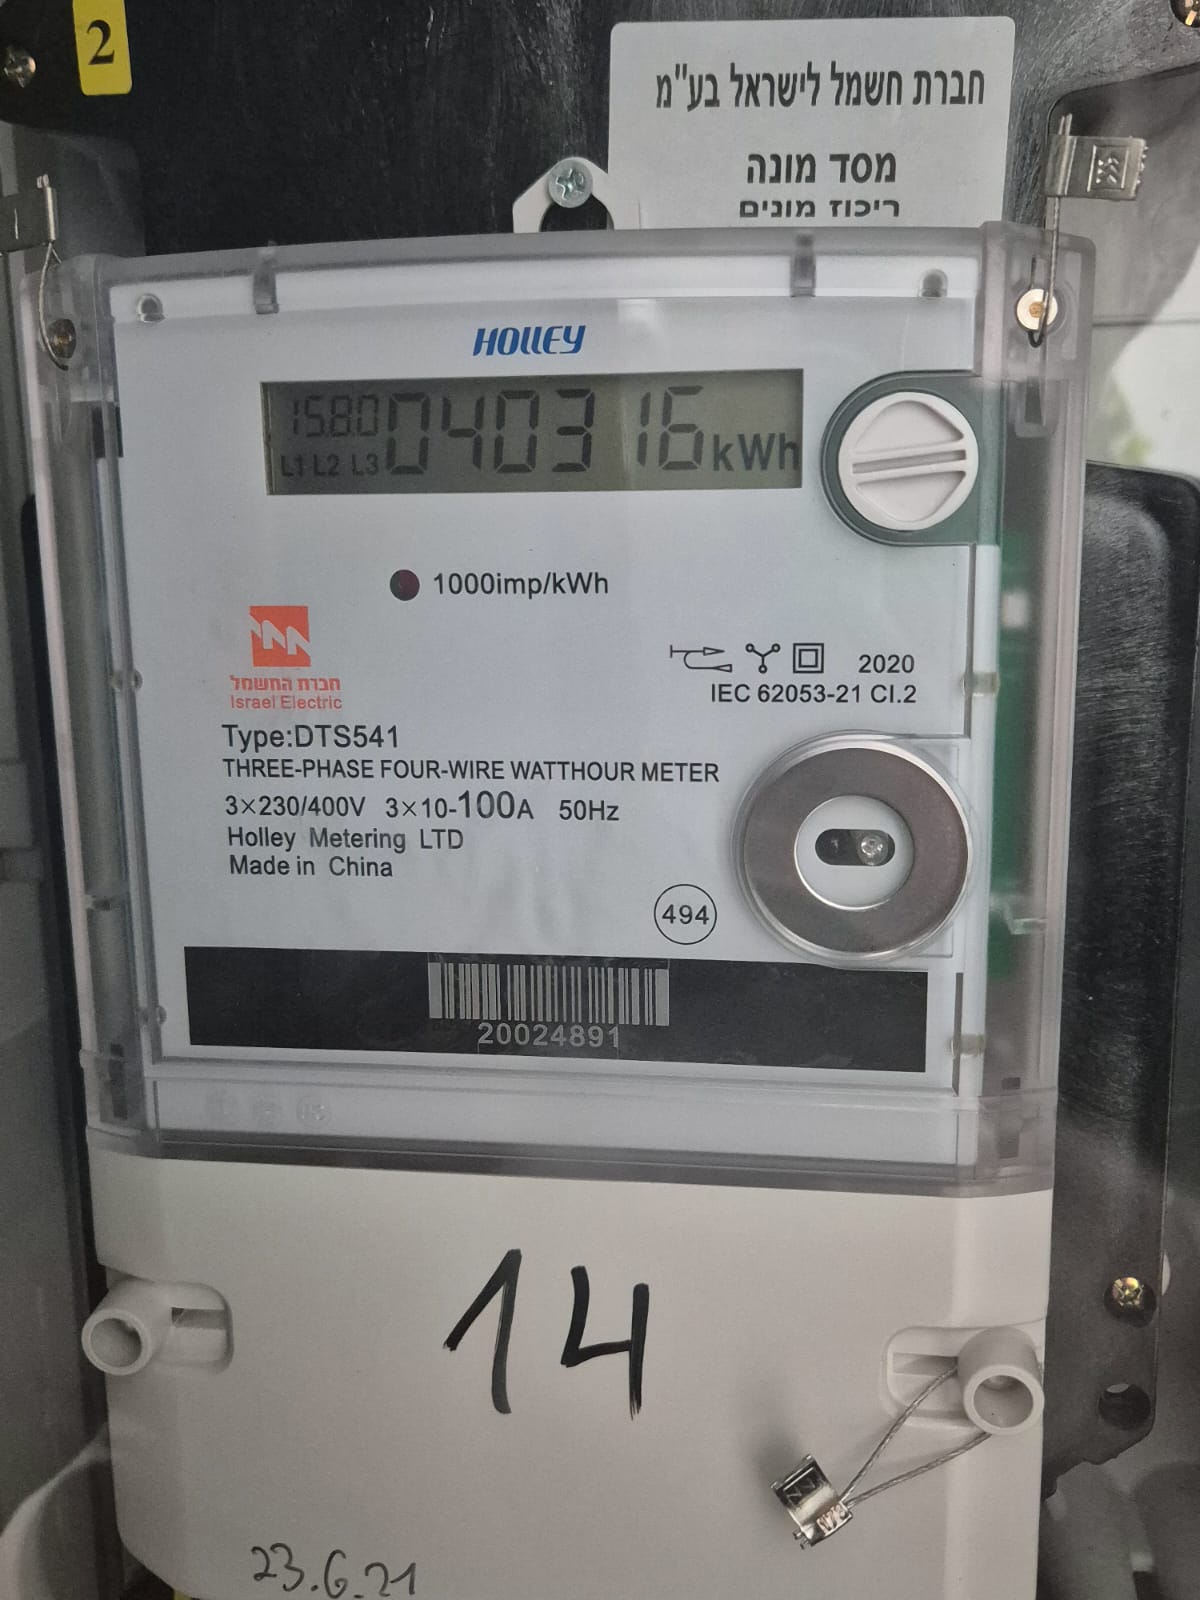 2
חברת חשמל לישראל בע"מ
מסד מונה
ריכוז מונים
HOLLEY
15.8.0 040316 kWh
L1 L2 L3
1000imp/kWh
חברת החשמל
Israel Electric
2020
IEC 62053-21 Cl.2
Type:DTS541
THREE-PHASE FOUR-WIRE WATTHOUR METER
3×230/400V 3×10-100A 50Hz
Holley Metering LTD
Made in China
494
20024891
14
23.6.21